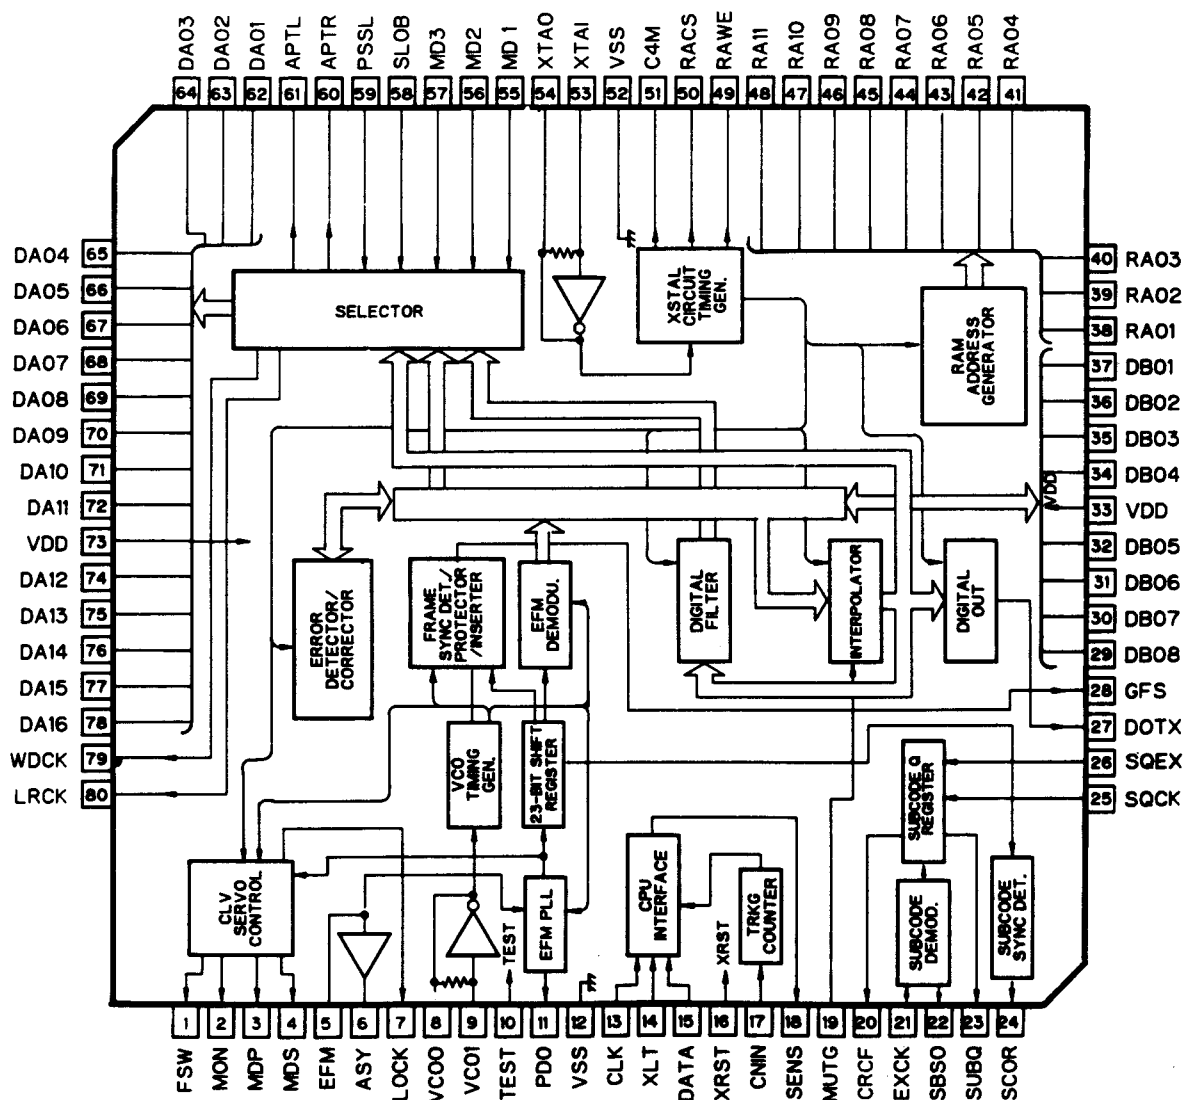 DA03 DA02 DA01 APTL APTR PSSL SLOB MD3 MD2 MD1 XTAO XTAI VSS C4M RACS RAWE RA11 RA10 RA09 RA08 RA07 RA06 RA05 RA04
64 63 62 61 60 59 58 57 56 55 54 53 52 51 50 49 48 47 46 45 44 43 42 41
DA04 65
DA05 66
DA06 67
DA07 68
DA08 69
DA09 70
DA10 71
DA11 72
VDD 73
DA12 74
DA13 75
DA14 76
DA15 77
DA16 78
WDCK 79
LRCK 80
SELECTOR
XSTAL
CIRCUIT
TIMING
GEN.
RAM
ADDRESS
GENERATOR
ERROR
DETECTOR/
CORRECTOR
FRAME
SYNC DET./
PROTECTOR
/INSERTER
EFM
DEMODU.
DIGITAL
FILTER
INTERPOLATOR
DIGITAL
OUT
VCO
TIMING
GEN.
23-BIT SHIFT
REGISTER
SUBCODE Q
REGISTER
CLV
SERVO
CONTROL
TEST
EFM PLL
CPU
INTERFACE
XRST
TRKG
COUNTER
SUBCODE
DEMOD.
SUBCODE
SYNC DET.
VDD
40 RA03
39 RA02
38 RA01
37 DB01
36 DB02
35 DB03
34 DB04
33 VDD
32 DB05
31 DB06
30 DB07
29 DB08
28 GFS
27 DOTX
26 SQEX
25 SQCK
1 2 3 4 5 6 7 8 9 10 11 12 13 14 15 16 17 18 19 20 21 22 23 24
FSW MON MDP MDS EFM ASY LOCK VCOO VCOI TEST PDO VSS CLK XLT DATA XRST CNIN SENS MUTG CRCF EXCK SBSO SUBQ SCOR